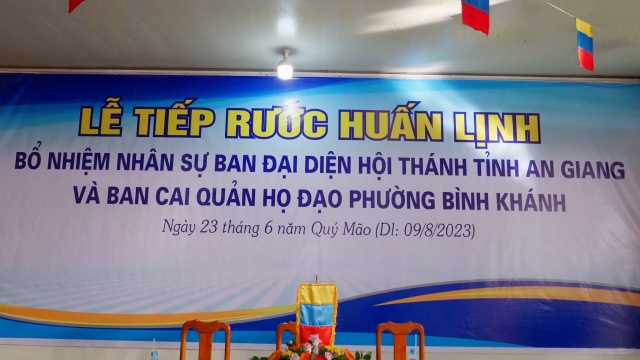 LỄ TIẾP RƯỚC HUẤN LỊNH
BỔ NHIỆM NHÂN SỰ BAN ĐẠI DIỆN HỘI THÁNH TỈNH AN GIANG
VÀ BAN CAI QUẢN HỌ ĐẠO PHƯỜNG BÌNH KHÁNH
Ngày 23 tháng 6 năm Quý Mão (Dl: 09/8/2023)